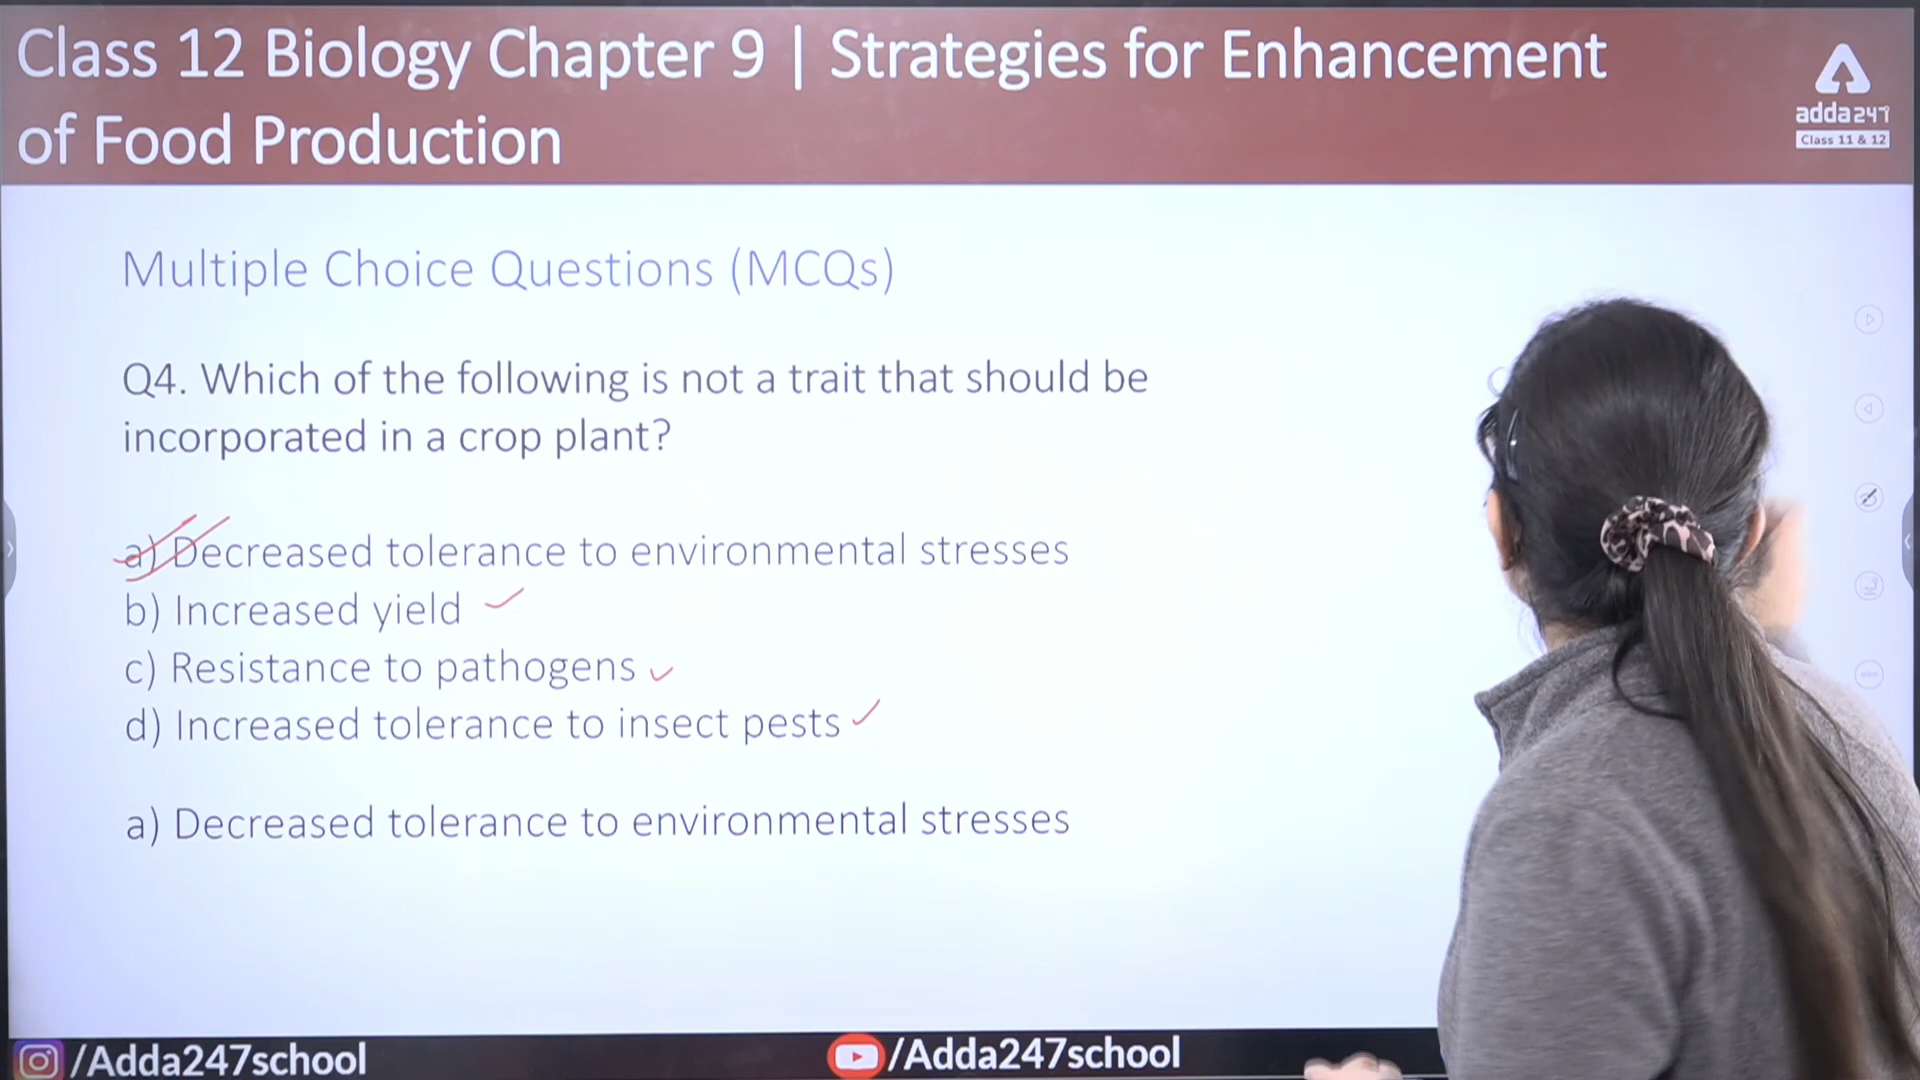 Class 12 Biology Chapter 9 | Strategies for Enhancement
of Food Production
adda247
Class 11 & 12
Multiple Choice Questions (MCQs)
Q4. Which of the following is not a trait that should be
incorporated in a crop plant?
a) Decreased tolerance to environmental stresses
b) Increased yield
c) Resistance to pathogens
d) Increased tolerance to insect pests
a) Decreased tolerance to environmental stresses
/Adda247school
/Adda247school